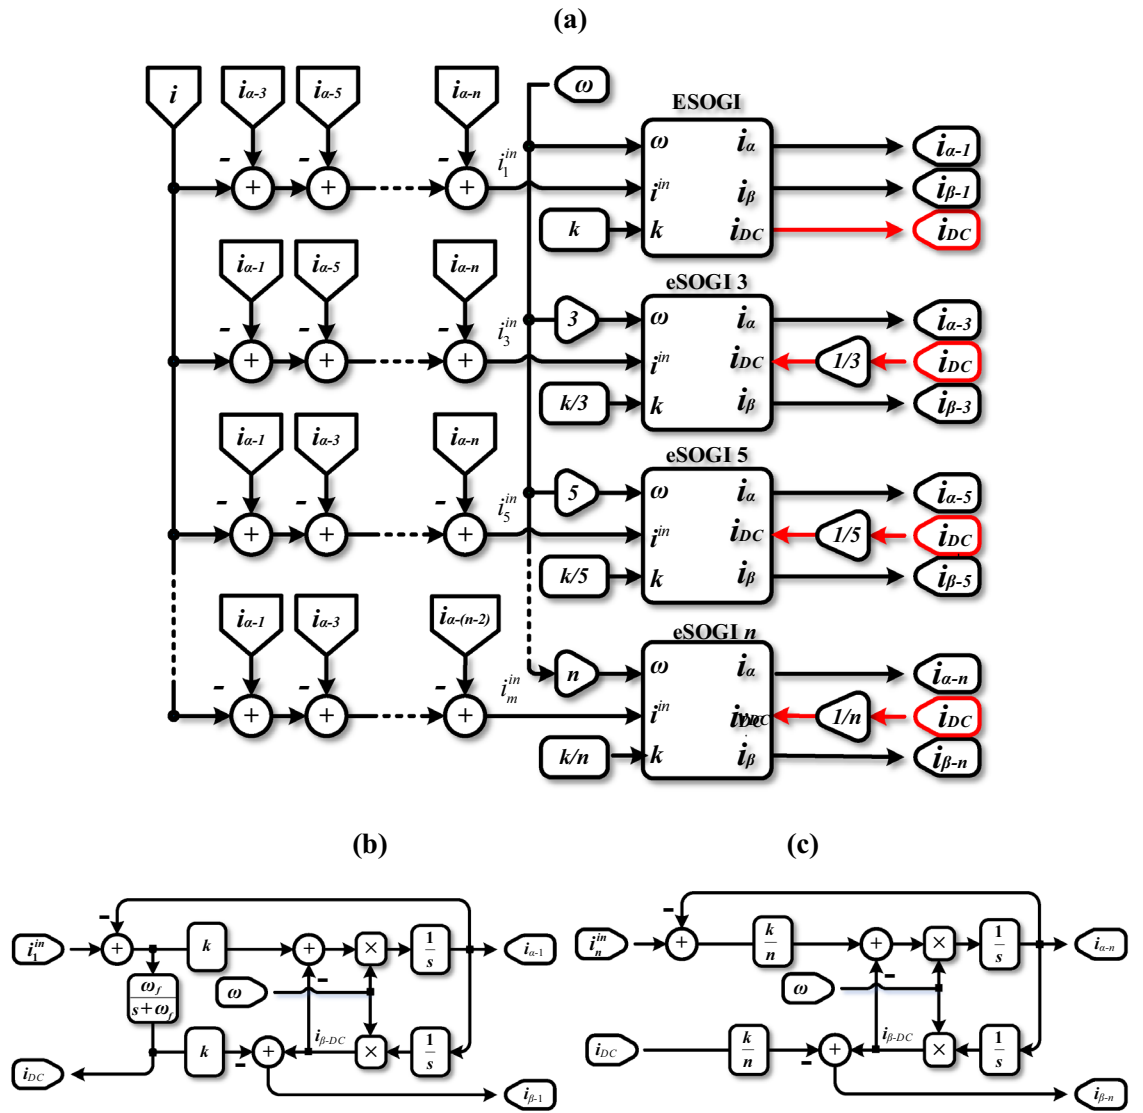 (a)
i
iα-3
iα-5
iα-n
ω
ESOGI
- + - + - + i₁ⁱⁿ
ω
iⁱⁿ
k
k
iα
iβ
iDC
iα-1
iβ-1
iDC
iα-1
iα-5
iα-n
eSOGI 3
- + - + - + i₃ⁱⁿ
3
k/3
ω
iⁱⁿ
k
iα
iDC
iβ
1/3
iα-3
iDC
iβ-3
iα-1
iα-3
iα-n
eSOGI 5
- + - + - + i₅ⁱⁿ
5
k/5
ω
iⁱⁿ
k
iα
iDC
iβ
1/5
iα-5
iDC
iβ-5
iα-1
iα-3
iα-(n-2)
eSOGI n
- + - + - + iₘⁱⁿ
n
k/n
ω
iⁱⁿ
k
iα
iβ
1/n
iα-n
iDC
iβ-n
(b)
i₁ⁱⁿ
- +
k
+ -
×
1/s
iα-1
ωf/(s+ωf)
ω
iDC
k
- +
iβ-DC
×
1/s
iβ-1
(c)
iₙⁱⁿ
- +
k/n
+ -
×
1/s
iα-n
ω
iDC
k/n
- +
iβ-DC
×
1/s
iβ-n